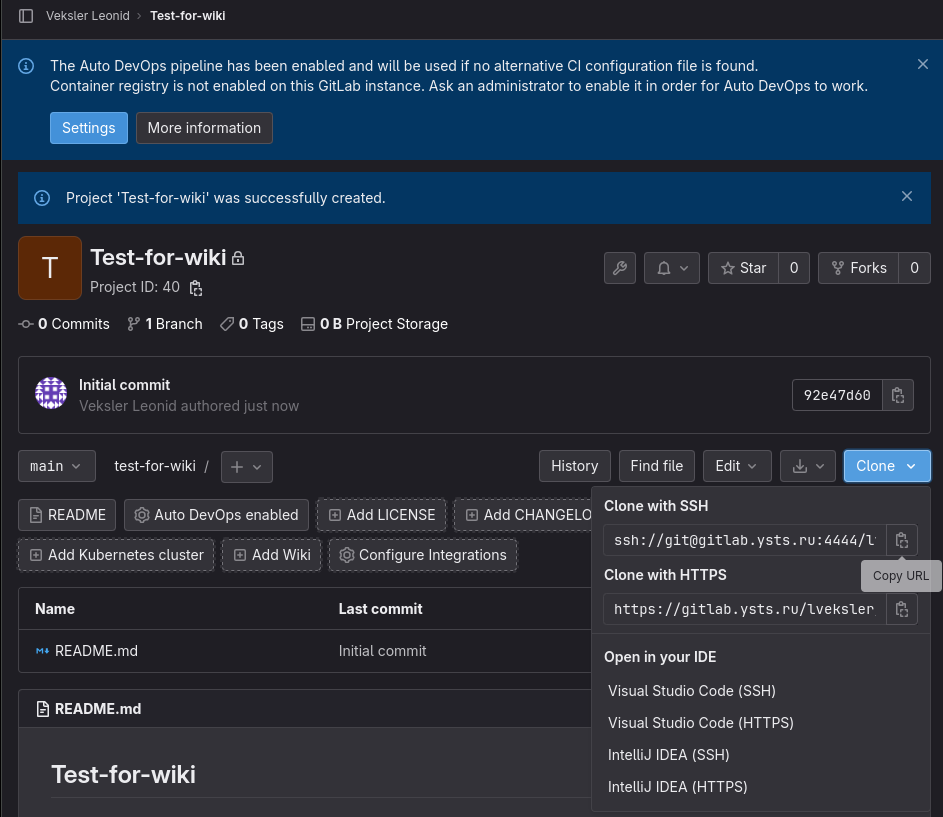 Veksler Leonid › Test-for-wiki
The Auto DevOps pipeline has been enabled and will be used if no alternative CI configuration file is found.
Container registry is not enabled on this GitLab instance. Ask an administrator to enable it in order for Auto DevOps to work.
Settings More information
Project 'Test-for-wiki' was successfully created.
T
Test-for-wiki
Project ID: 40
Star 0 Forks 0
0 Commits 1 Branch 0 Tags 0 B Project Storage
Initial commit
Veksler Leonid authored just now
92e47d60
main test-for-wiki / History Find file Edit Clone
README Auto DevOps enabled Add LICENSE Add CHANGELO
Add Kubernetes cluster Add Wiki Configure Integrations
Name Last commit
README.md Initial commit
README.md
Test-for-wiki
Clone with SSH
ssh://git@gitlab.ysts.ru:4444/l
Copy URL
Clone with HTTPS
https://gitlab.ysts.ru/lveksler
Open in your IDE
Visual Studio Code (SSH)
Visual Studio Code (HTTPS)
IntelliJ IDEA (SSH)
IntelliJ IDEA (HTTPS)